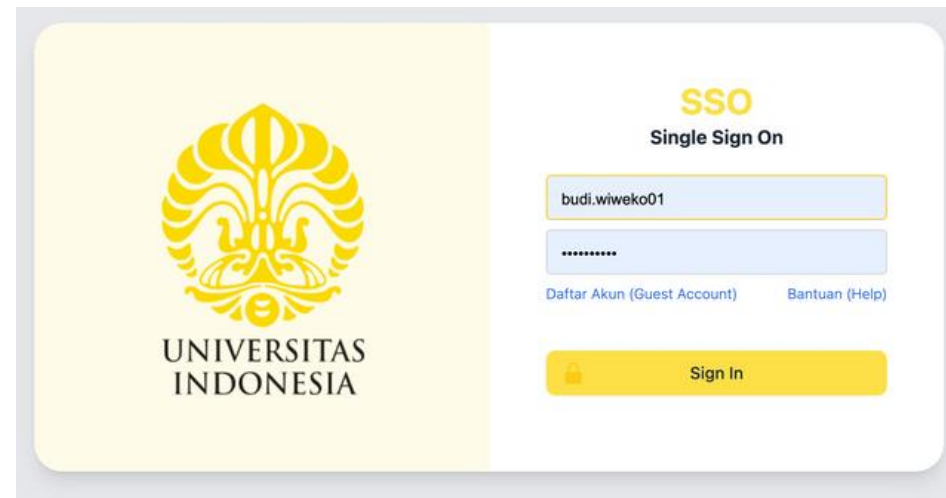 UNIVERSITAS
INDONESIA
SSO
Single Sign On
budi.wiweko01
••••••••••
Daftar Akun (Guest Account)
Bantuan (Help)
Sign In